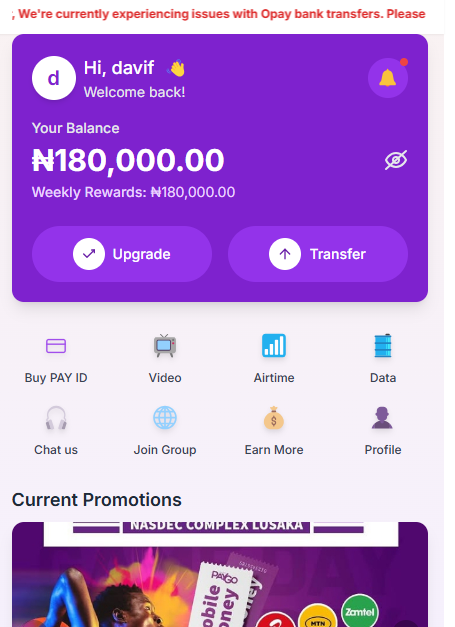 , We're currently experiencing issues with Opay bank transfers. Please
d
Hi, davif 👋
Welcome back!
Your Balance
₦180,000.00
Weekly Rewards: ₦180,000.00
Upgrade
Transfer
Buy PAY ID
Video
Airtime
Data
Chat us
Join Group
Earn More
Profile
Current Promotions
NASDEC COMPLEX LUSAKA
PAYGO
MTN
Zamtel